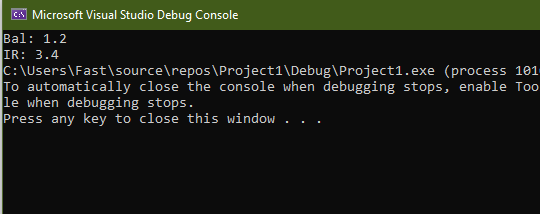 Microsoft Visual Studio Debug Console
Bal: 1.2
IR: 3.4
C:\Users\Fast\source\repos\Project1\Debug\Project1.exe (process 101
To automatically close the console when debugging stops, enable Too
le when debugging stops.
Press any key to close this window . . .